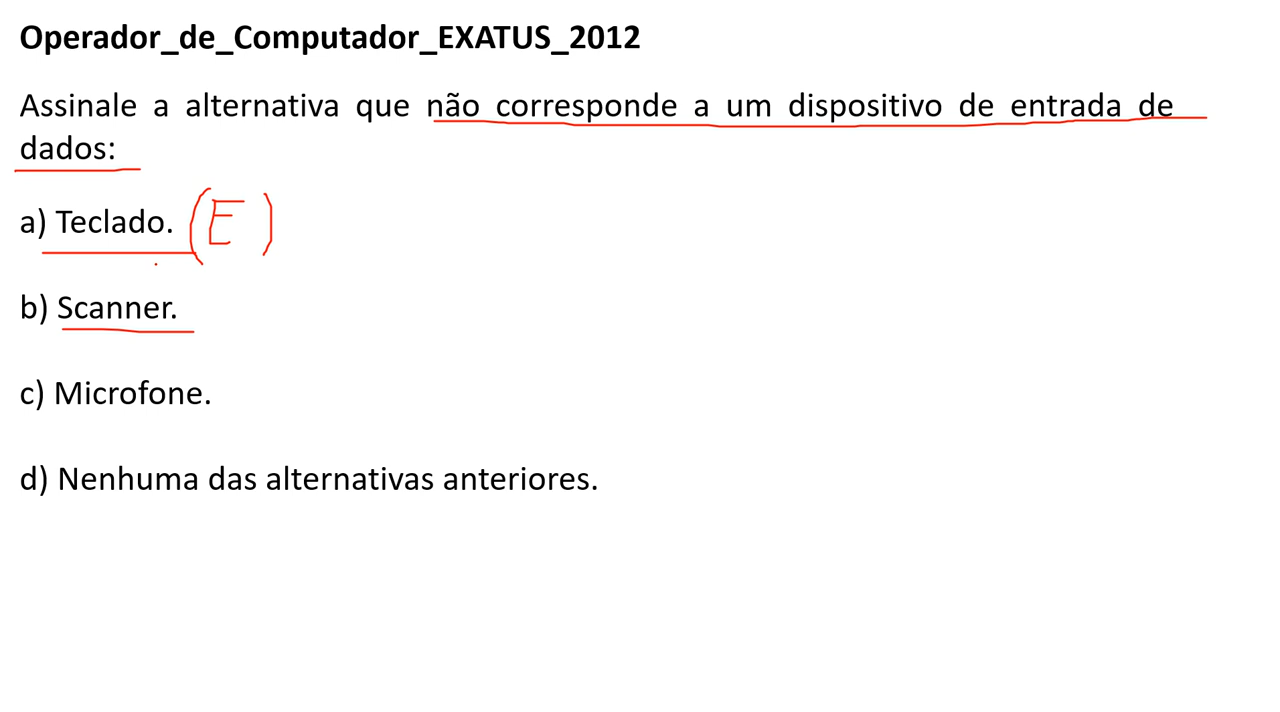 Operador_de_Computador_EXATUS_2012
Assinale a alternativa que não corresponde a um dispositivo de entrada de
dados:
a) Teclado. (E)
b) Scanner.
c) Microfone.
d) Nenhuma das alternativas anteriores.